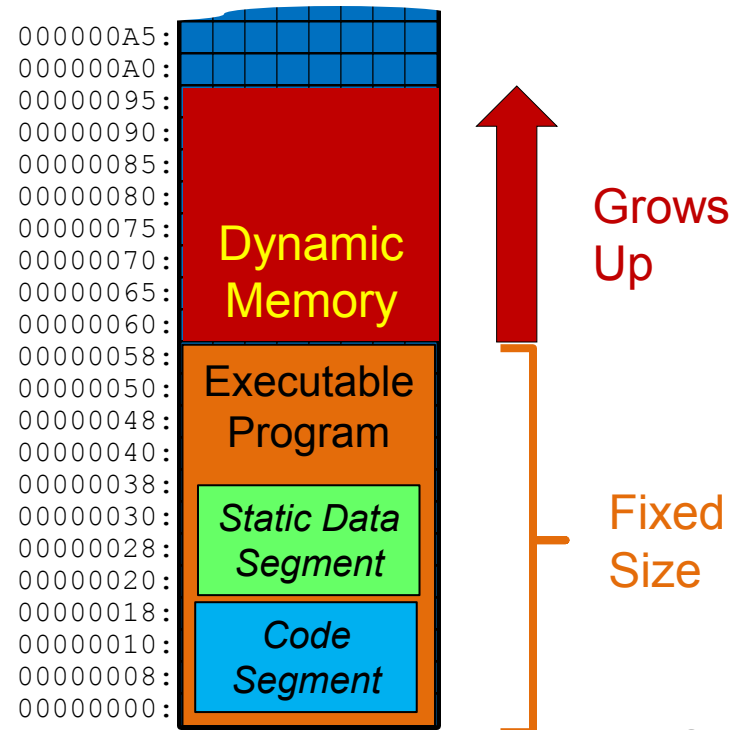 000000A5:
000000A0:
00000095:
00000090:
00000085:
00000080:
00000075:
00000070:
00000065:
00000060:
00000058:
00000050:
00000048:
00000040:
00000038:
00000030:
00000028:
00000020:
00000018:
00000010:
00000008:
00000000:
Dynamic
Memory
Executable
Program
Static Data
Segment
Code
Segment
Grows
Up
Fixed
Size